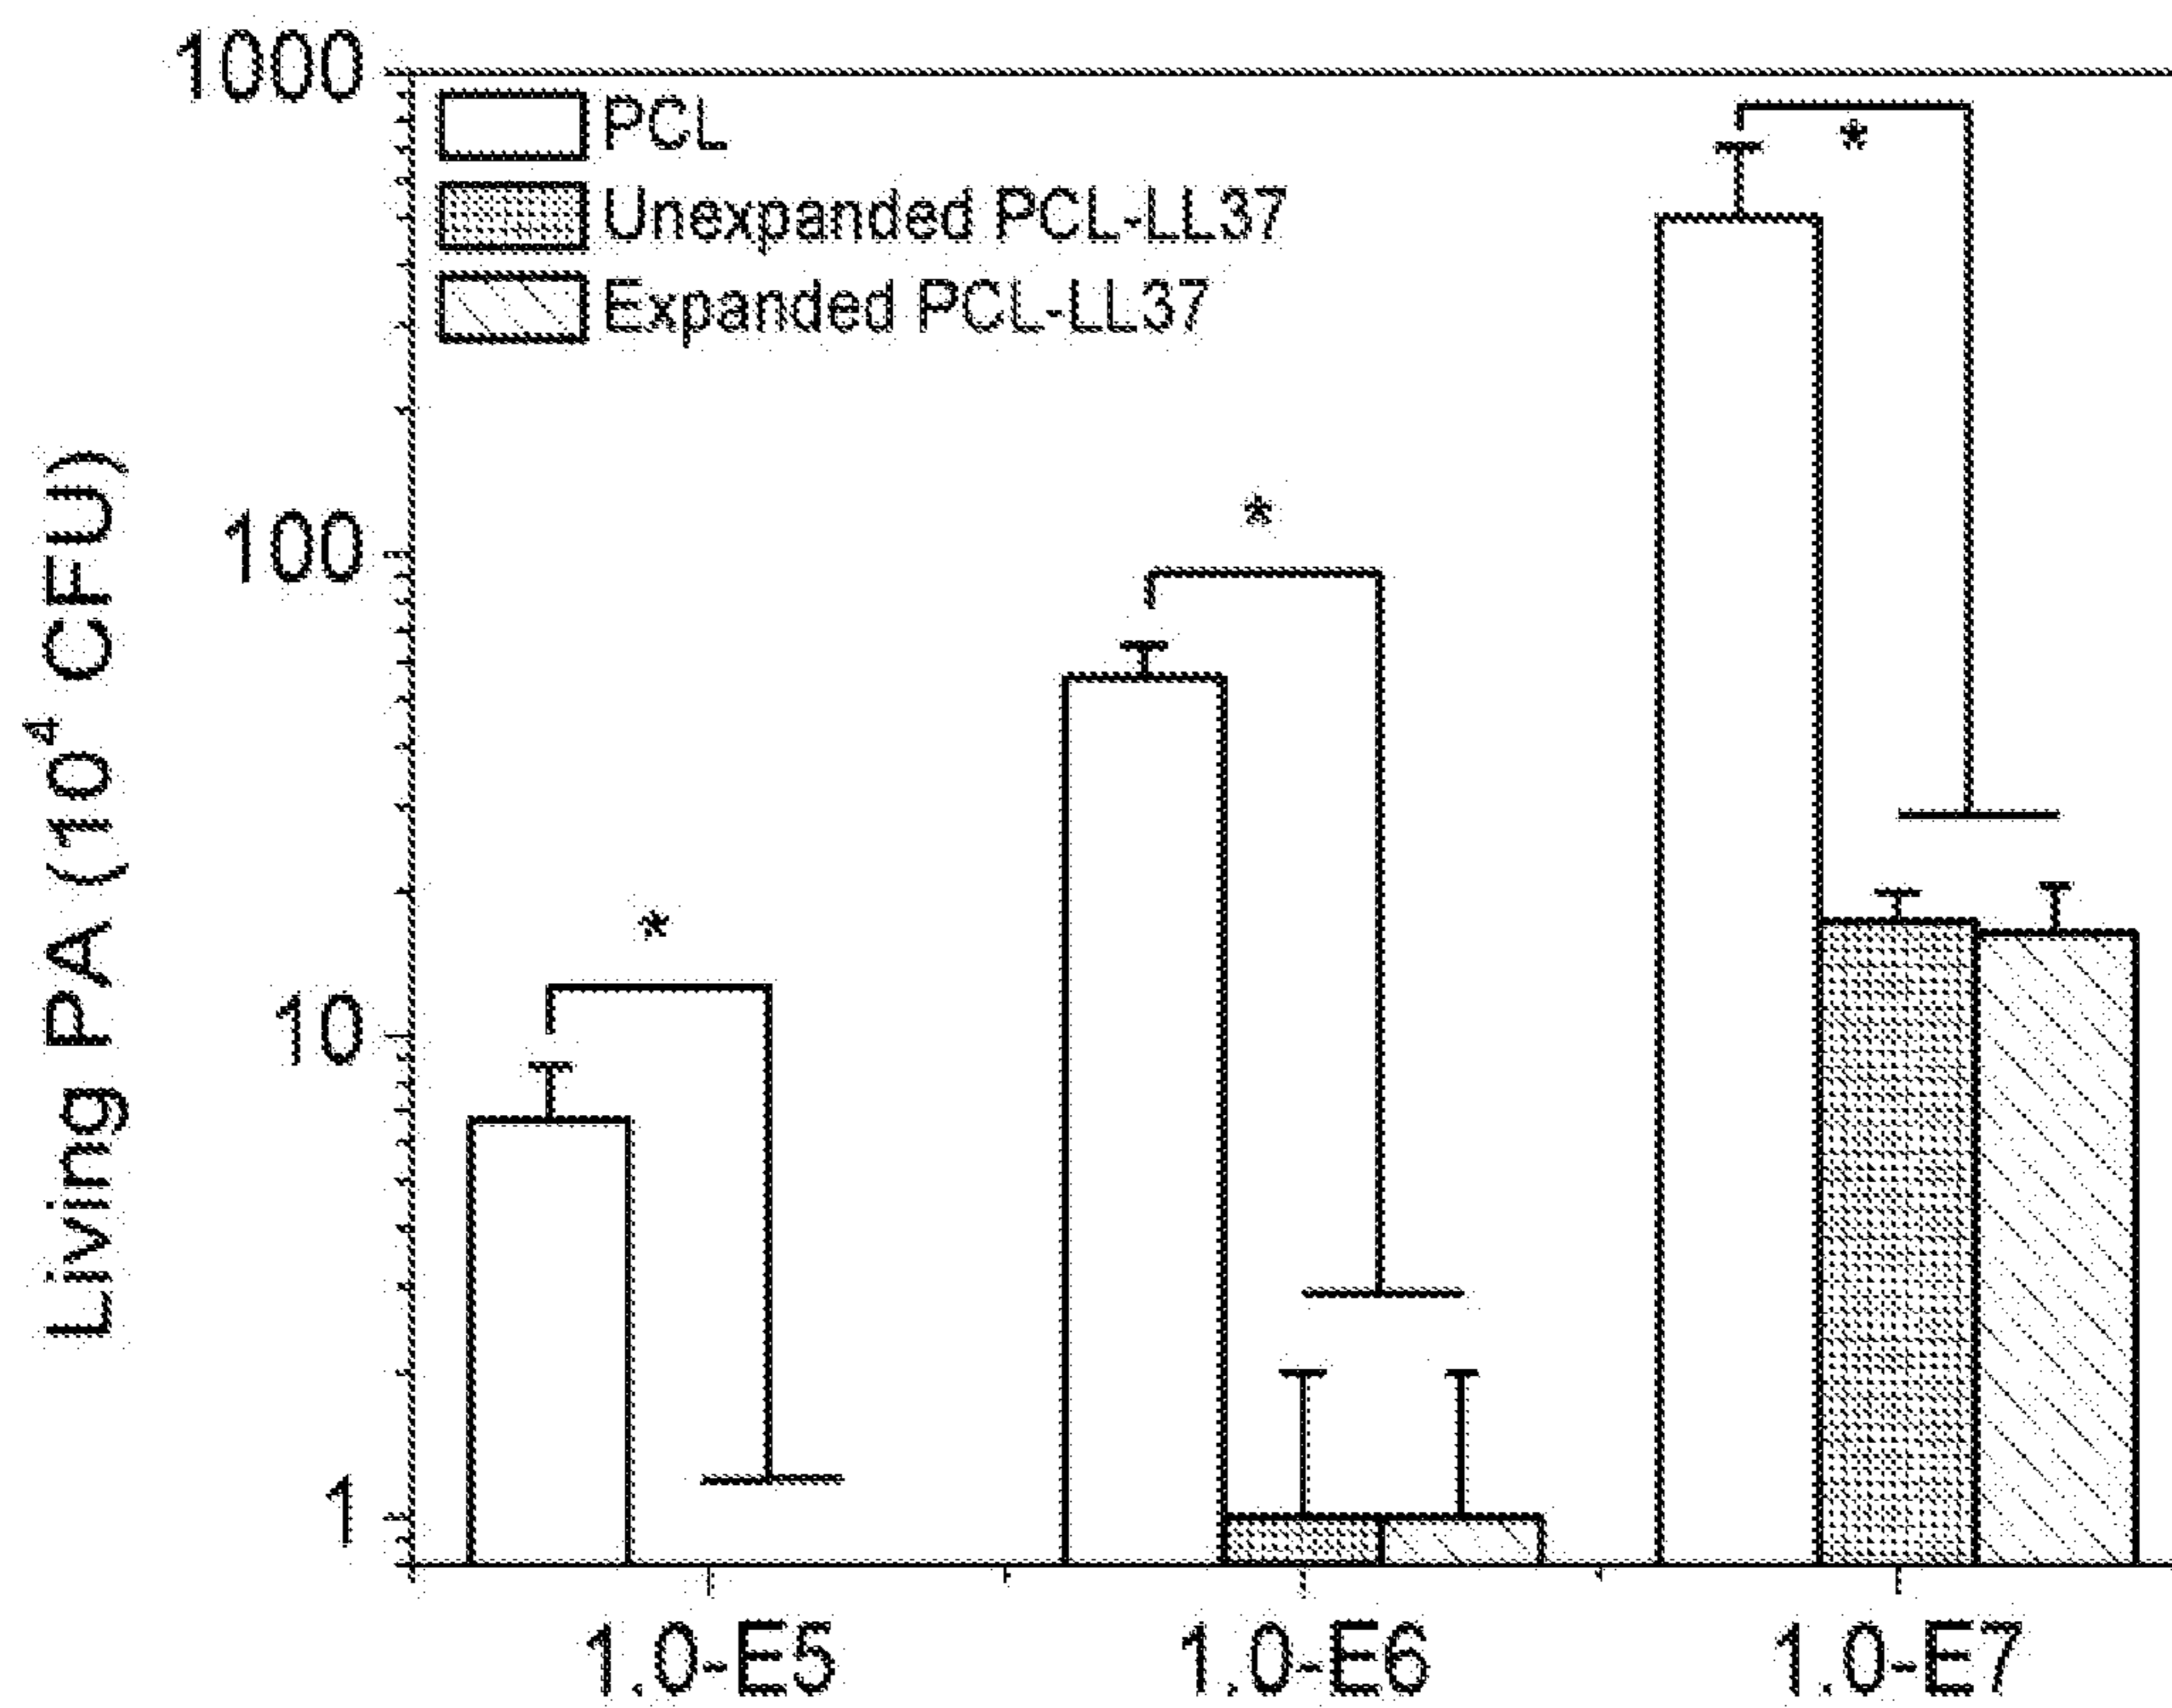 1000
100
10
1
Living PA (10⁴ CFU)
PCL
Unexpanded PCL-LL37
Expanded PCL-LL37
*
*
*
1.0-E5
1.0-E6
1.0-E7